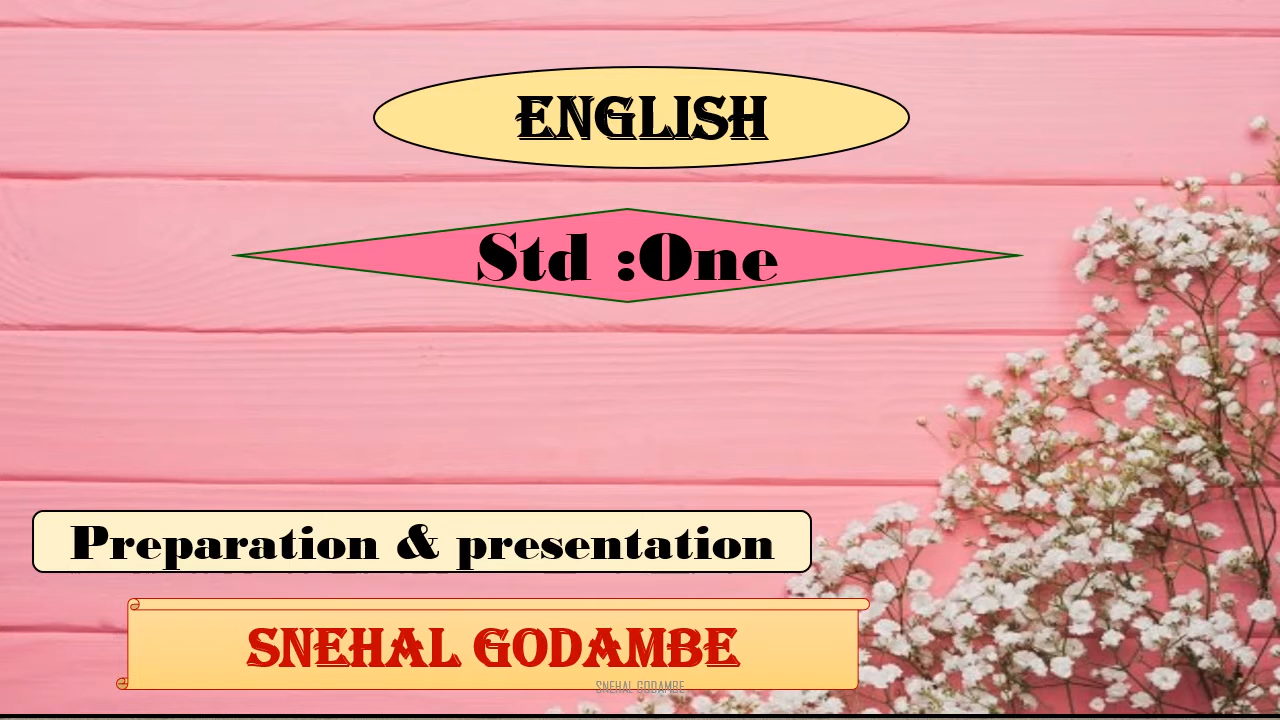 ENGLISH
Std :One
Preparation & presentation
SNEHAL GODAMBE
SNEHAL GODAMBE